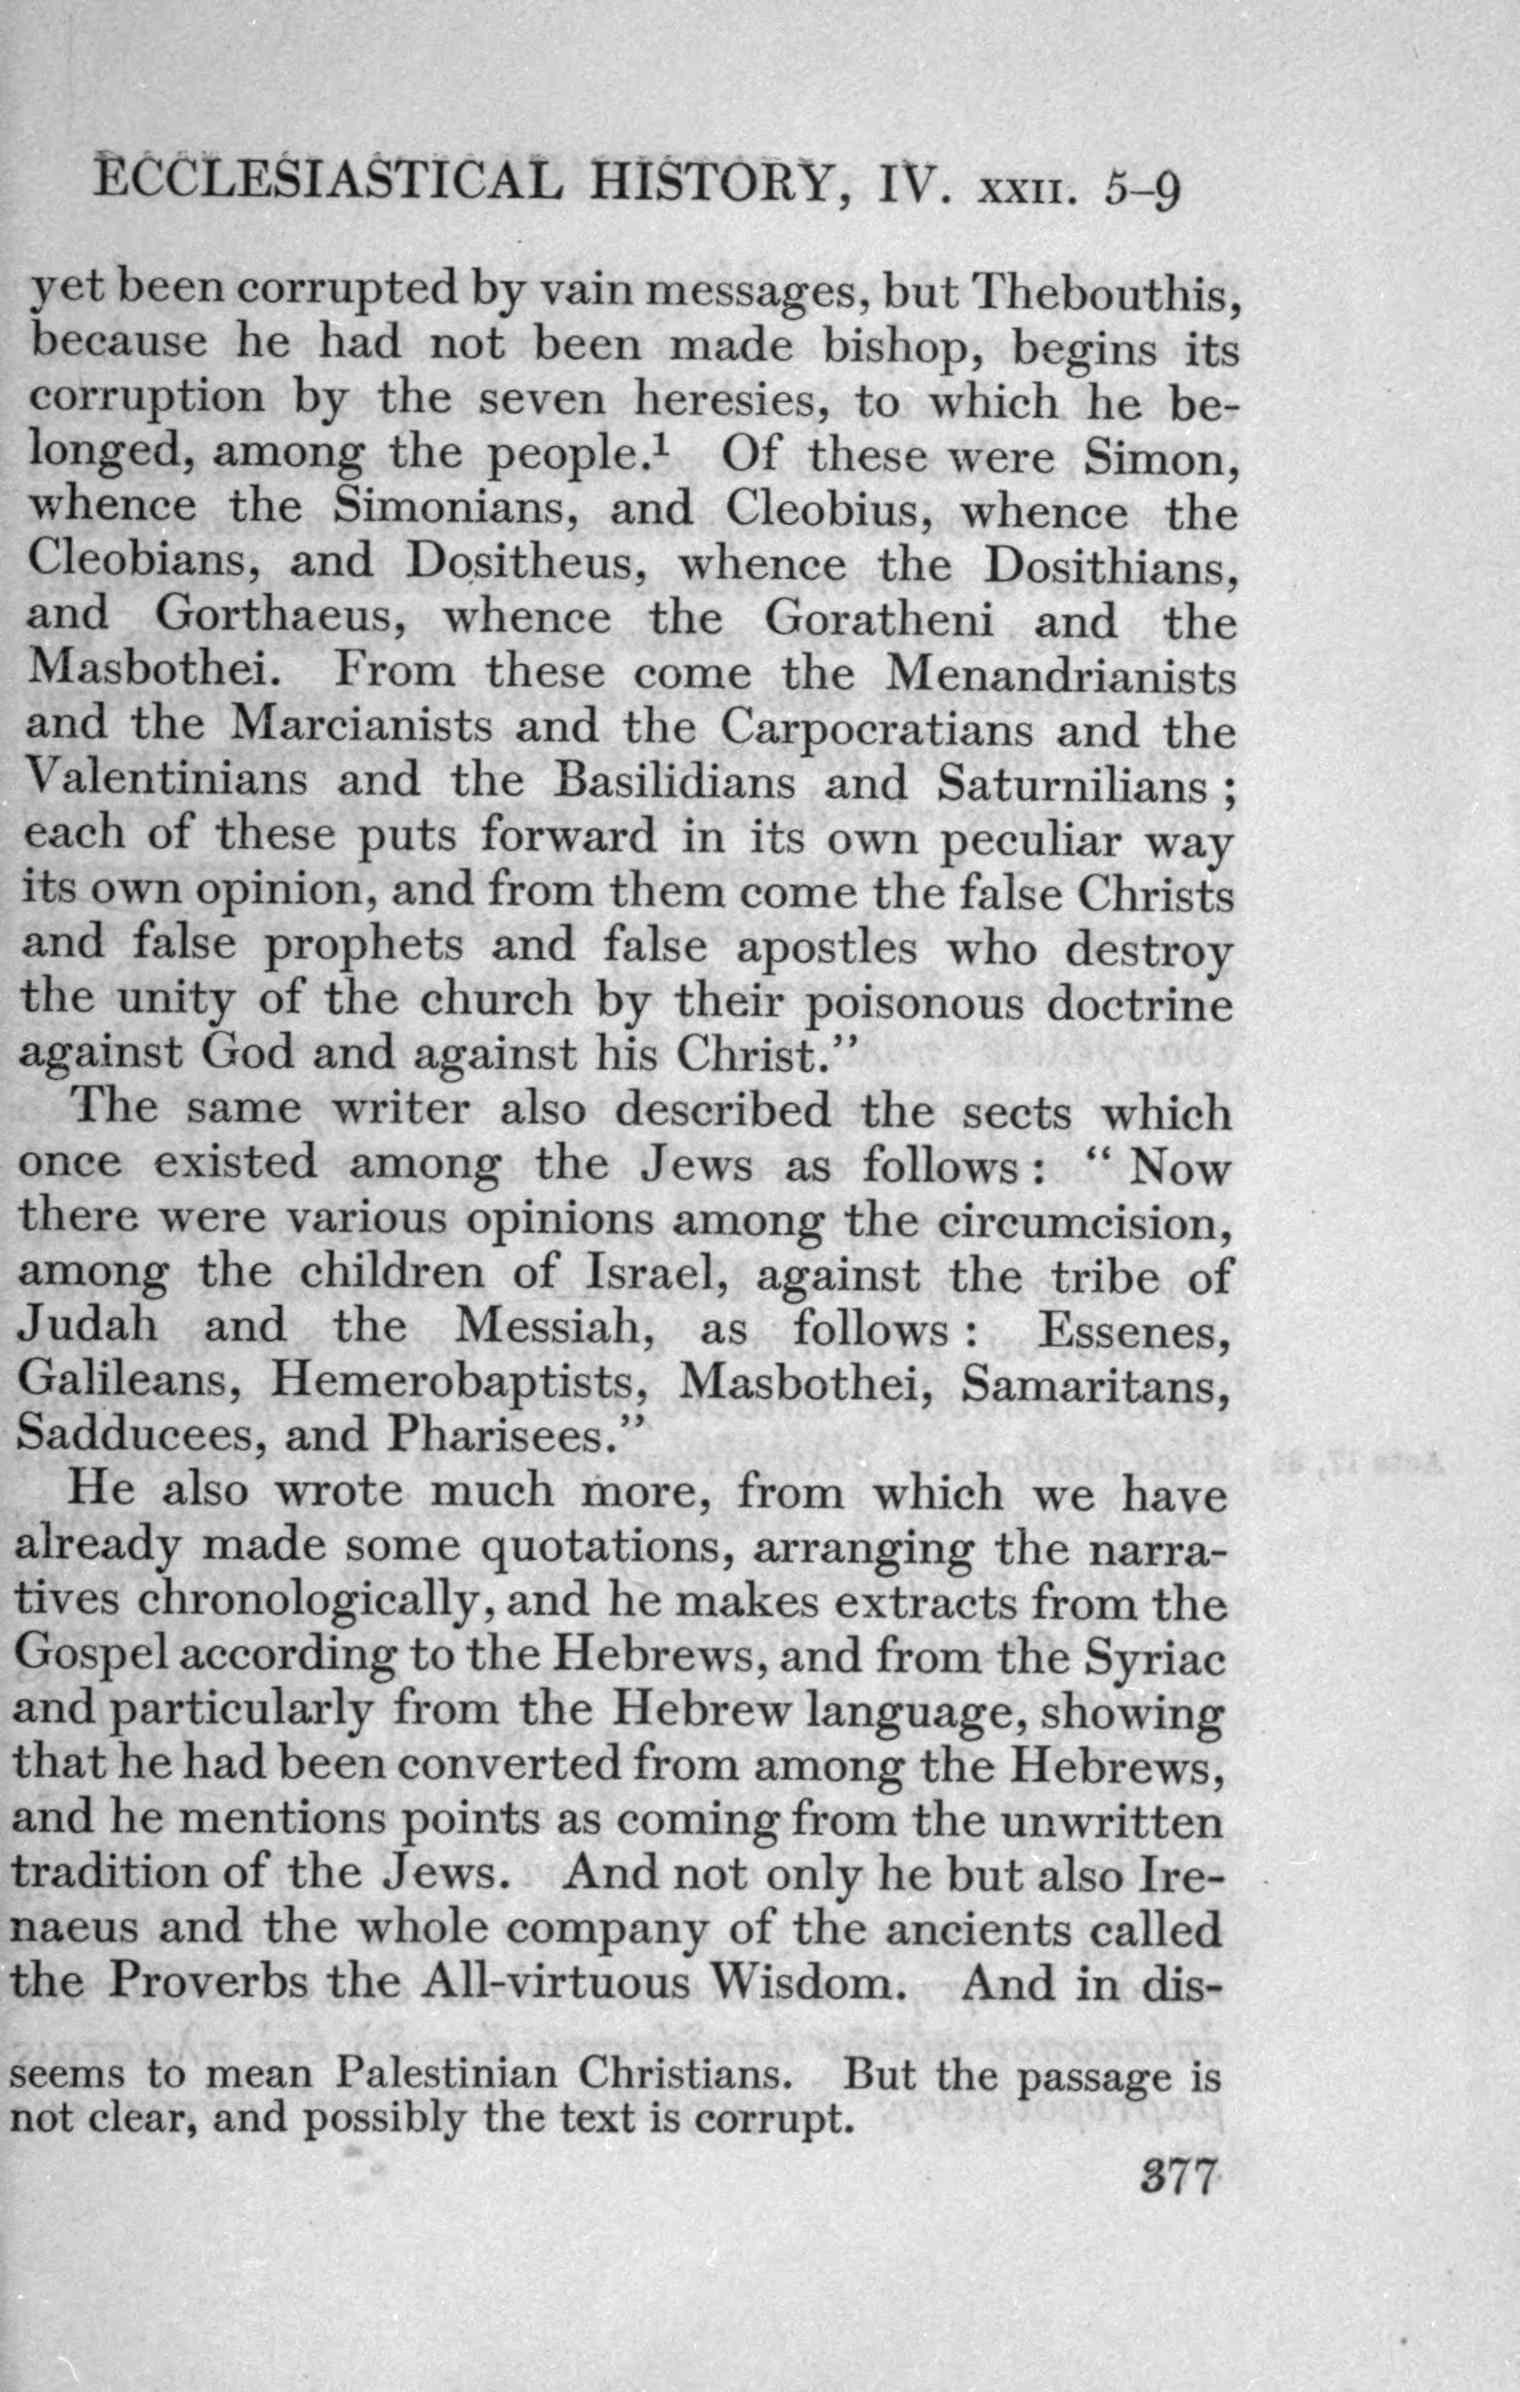 ECCLESIASTICAL HISTORY, IV. XXII. 5–9
yet been corrupted by vain messages, but Thebouthis,
because he had not been made bishop, begins its
corruption by the seven heresies, to which he be-
longed, among the people.¹ Of these were Simon,
whence the Simonians, and Cleobius, whence the
Cleobians, and Dositheus, whence the Dosithians,
and Gorthaeus, whence the Goratheni and the
Masbothei. From these come the Menandrianists
and the Marcianists and the Carpocratians and the
Valentinians and the Basilidians and Saturnilians ;
each of these puts forward in its own peculiar way
its own opinion, and from them come the false Christs
and false prophets and false apostles who destroy
the unity of the church by their poisonous doctrine
against God and against his Christ.”
The same writer also described the sects which
once existed among the Jews as follows : “ Now
there were various opinions among the circumcision,
among the children of Israel, against the tribe of
Judah and the Messiah, as follows : Essenes,
Galileans, Hemerobaptists, Masbothei, Samaritans,
Sadducees, and Pharisees.”
He also wrote much more, from which we have
already made some quotations, arranging the narra-
tives chronologically, and he makes extracts from the
Gospel according to the Hebrews, and from the Syriac
and particularly from the Hebrew language, showing
that he had been converted from among the Hebrews,
and he mentions points as coming from the unwritten
tradition of the Jews. And not only he but also Ire-
naeus and the whole company of the ancients called
the Proverbs the All-virtuous Wisdom. And in dis-
seems to mean Palestinian Christians. But the passage is
not clear, and possibly the text is corrupt.
377